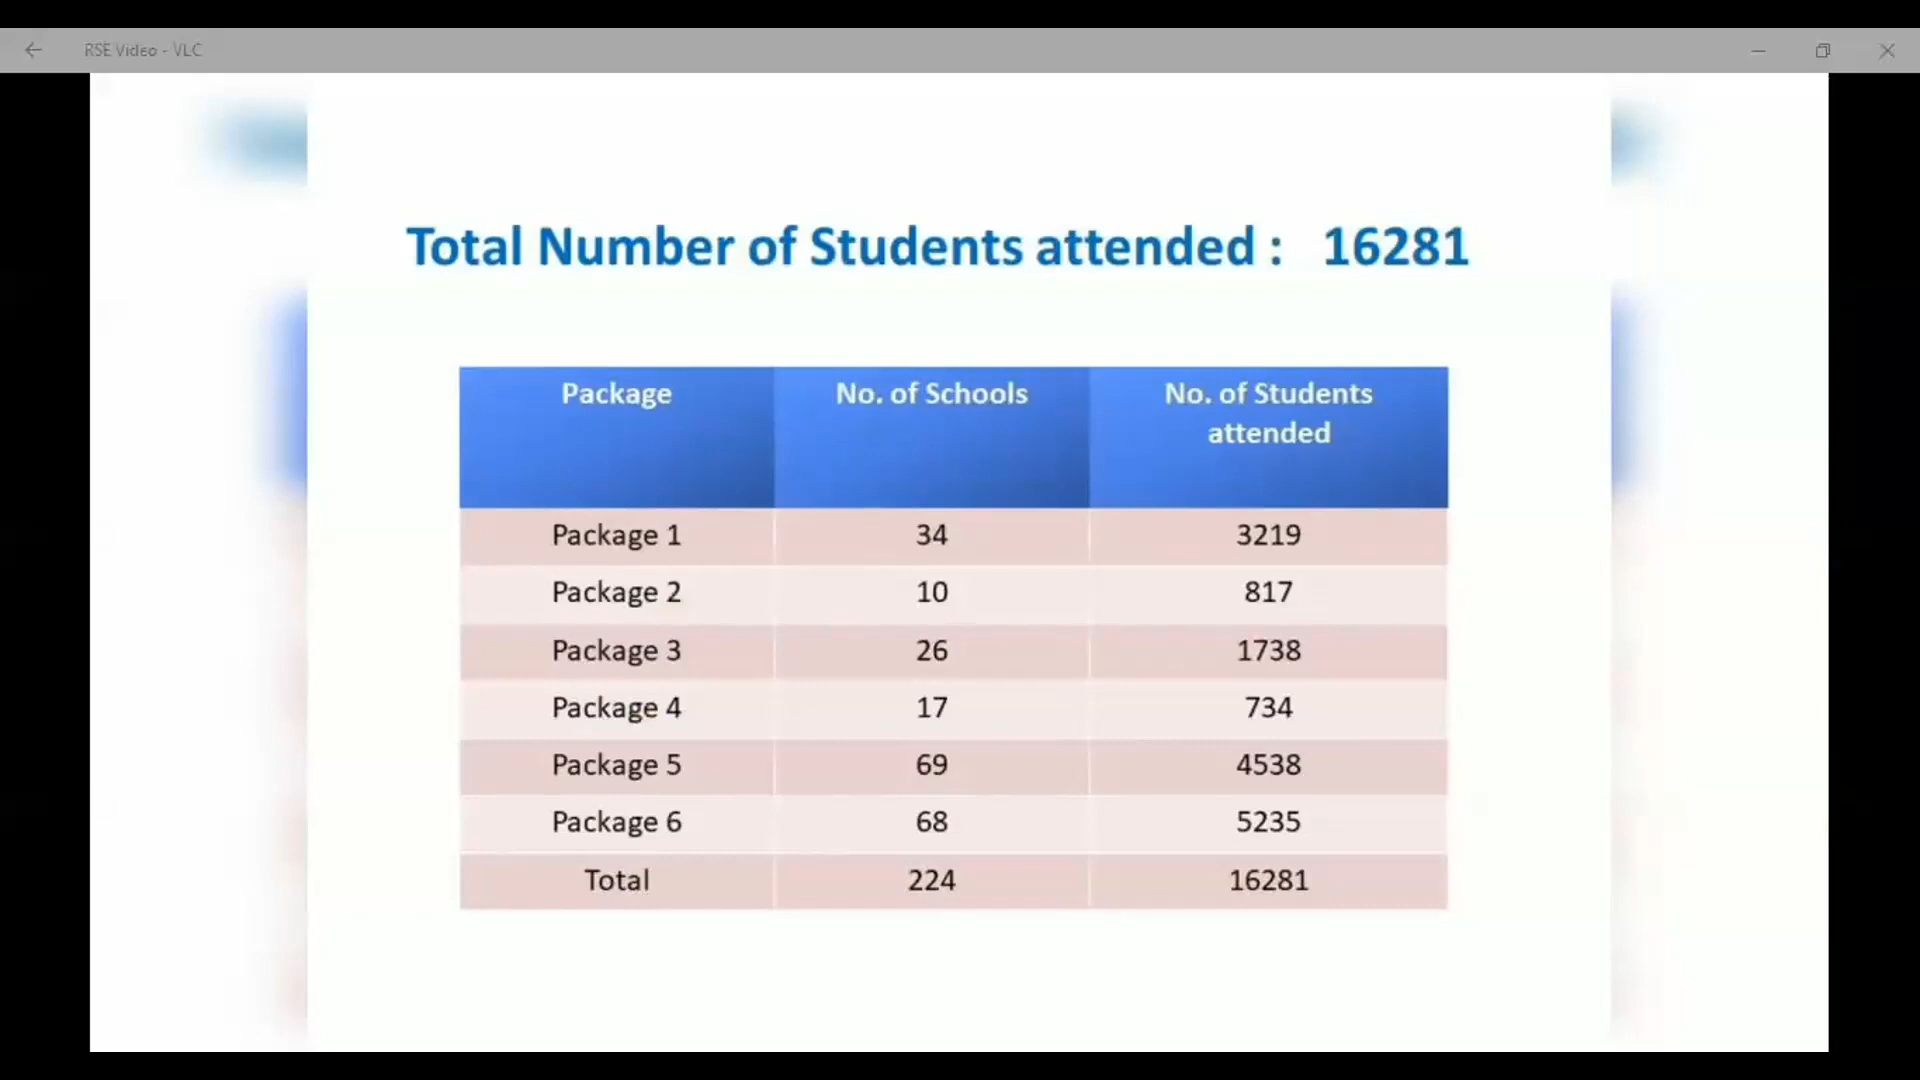 RSE Video - VLC
Total Number of Students attended : 16281
Package No. of Schools No. of Students
attended
Package 1 34 3219
Package 2 10 817
Package 3 26 1738
Package 4 17 734
Package 5 69 4538
Package 6 68 5235
Total 224 16281